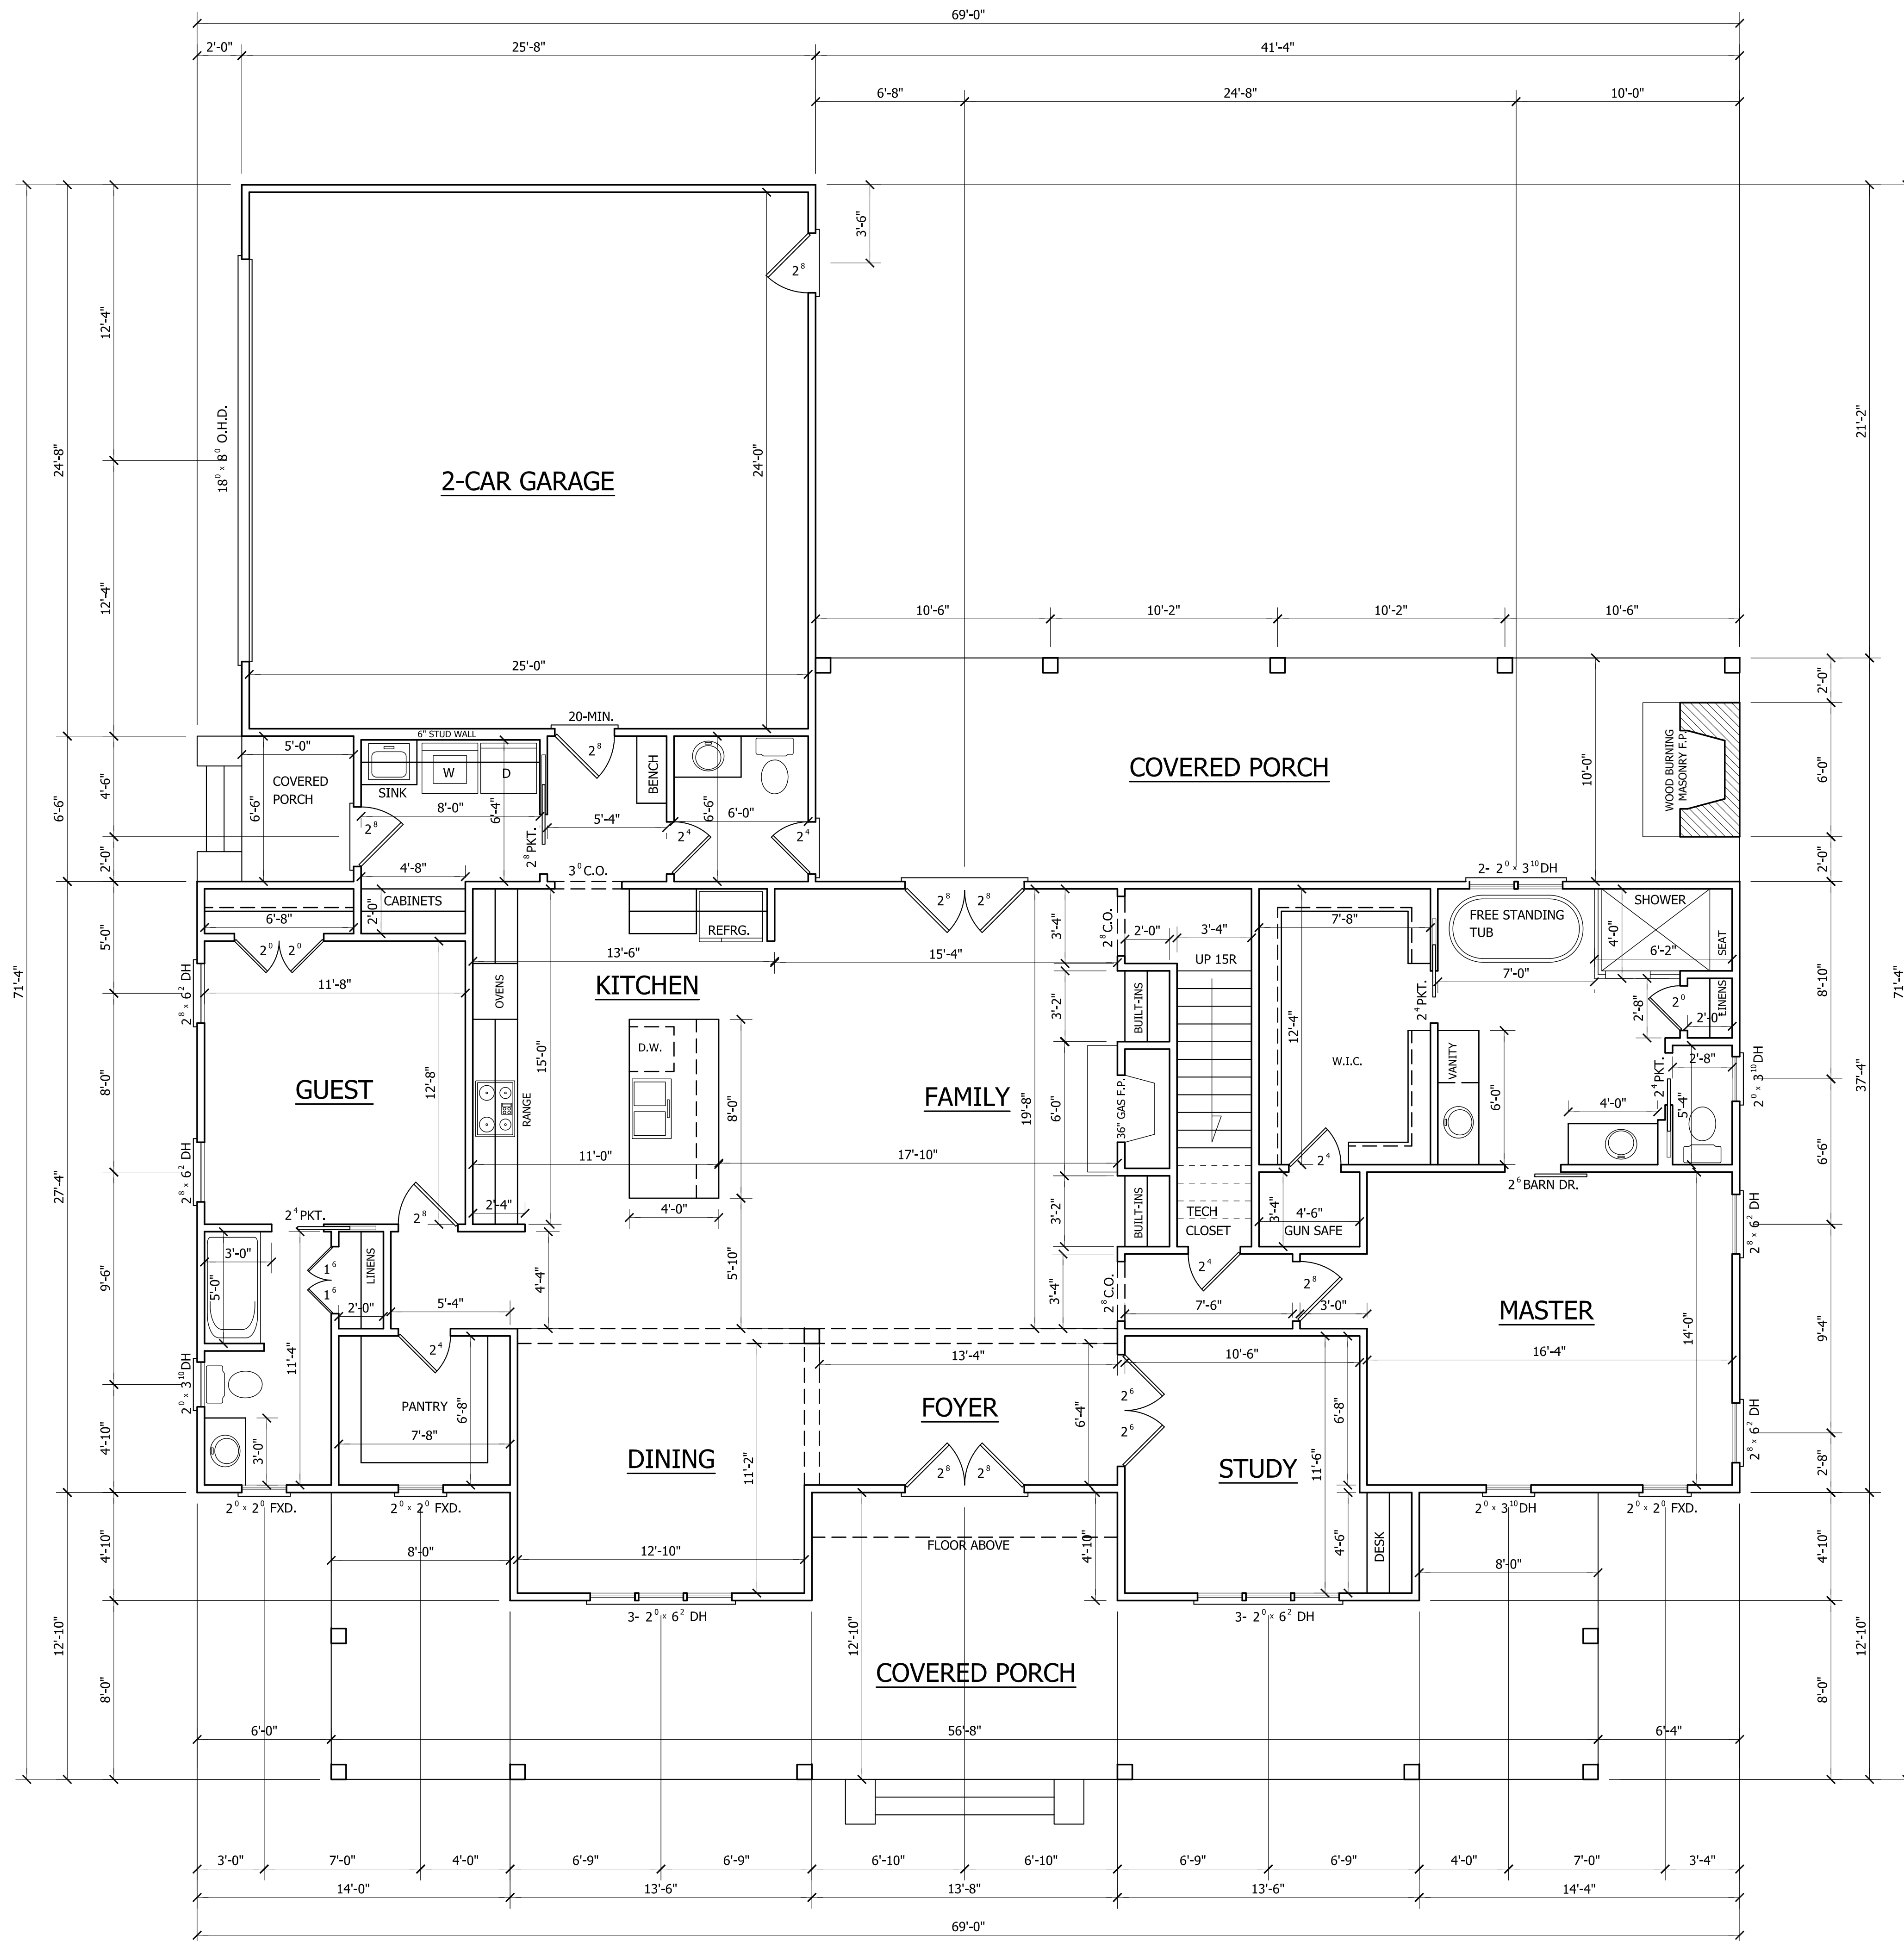 69'-0"
2'-0" 25'-8" 41'-4"
6'-8" 24'-8" 10'-0"
3'-6"
2⁸
12'-4"
18⁰ x 8⁰ O.H.D.
24'-8"
24'-0"
21'-2"
2-CAR GARAGE
12'-4"
10'-6" 10'-2" 10'-2" 10'-6"
25'-0"
2'-0"
20-MIN.
6" STUD WALL
5'-0"
2⁸
COVERED
PORCH
W D
SINK
BENCH
COVERED PORCH
10'-0"
WOOD BURNING
MASONRY F.P.
6'-0"
4'-6"
6'-6"
6'-6"
8'-0"
6'-4"
5'-4"
6'-6"
6'-0"
2⁸
2⁸ PKT.
2⁴
2⁴
2'-0"
2'-0"
4'-8"
3⁰ C.O.
2- 2⁰ x 3¹⁰ DH
CABINETS
2'-0"
6'-8"
5'-0"
2⁰ 2⁰
REFRG.
2⁸ 2⁸
3'-4"
2⁸ C.O.
2'-0"
3'-4"
7'-8"
FREE STANDING
TUB
SHOWER
4'-0"
6'-2"
SEAT
13'-6"
15'-4"
UP 15R
71'-4"
2⁸ x 6² DH
11'-8"
KITCHEN
OVENS
3'-2"
BUILT-INS
2⁴ PKT.
7'-0"
2'-8"
2⁰
LINENS
2'-0"
8'-10"
71'-4"
12'-4"
15'-0"
D.W.
W.I.C.
VANITY
2'-8"
2⁴ PKT.
8'-0"
GUEST
12'-8"
RANGE
8'-0"
FAMILY
19'-8"
6'-0"
36" GAS F.P.
6'-0"
4'-0"
5'-4"
2⁰ x 3¹⁰ DH
37'-4"
2⁸ x 6² DH
11'-0"
17'-10"
2⁴
6'-6"
2⁶ BARN DR.
27'-4"
2'-4"
4'-0"
3'-2"
BUILT-INS
TECH
CLOSET
3'-4"
4'-6"
GUN SAFE
2⁸ x 6² DH
2⁴ PKT.
2⁸
3'-0"
5'-0"
1⁶
1⁶
LINENS
2'-0"
9'-6"
4'-4"
5'-10"
3'-4"
2⁸ C.O.
2⁴
2⁸
5'-4"
7'-6"
3'-0"
MASTER
14'-0"
9'-4"
2⁴
11'-4"
13'-4"
10'-6"
16'-4"
2⁰ x 3¹⁰ DH
PANTRY
6'-8"
7'-8"
FOYER
6'-4"
2⁶
2⁶
6'-8"
2⁸ x 6² DH
4'-10"
3'-0"
DINING
11'-2"
2⁸ 2⁸
STUDY
11'-6"
2'-8"
2⁰ x 2⁰ FXD.
2⁰ x 2⁰ FXD.
2⁰ x 3¹⁰ DH
2⁰ x 2⁰ FXD.
4'-10"
8'-0"
12'-10"
FLOOR ABOVE
4'-10"
4'-6"
DESK
8'-0"
4'-10"
3- 2⁰ x 6² DH
3- 2⁰ x 6² DH
12'-10"
12'-10"
12'-10"
COVERED PORCH
8'-0"
8'-0"
6'-0" 56'-8" 6'-4"
3'-0" 7'-0" 4'-0" 6'-9" 6'-9" 6'-10" 6'-10" 6'-9" 6'-9" 4'-0" 7'-0" 3'-4"
14'-0" 13'-6" 13'-8" 13'-6" 14'-4"
69'-0"